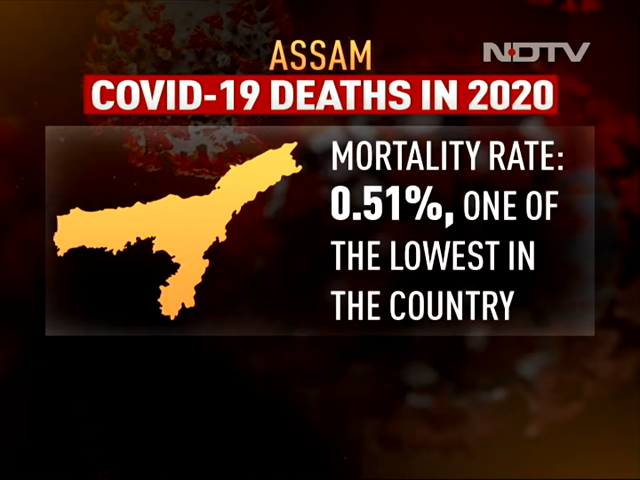 ASSAM
NDTV
COVID-19 DEATHS IN 2020
MORTALITY RATE:
0.51%, ONE OF
THE LOWEST IN
THE COUNTRY